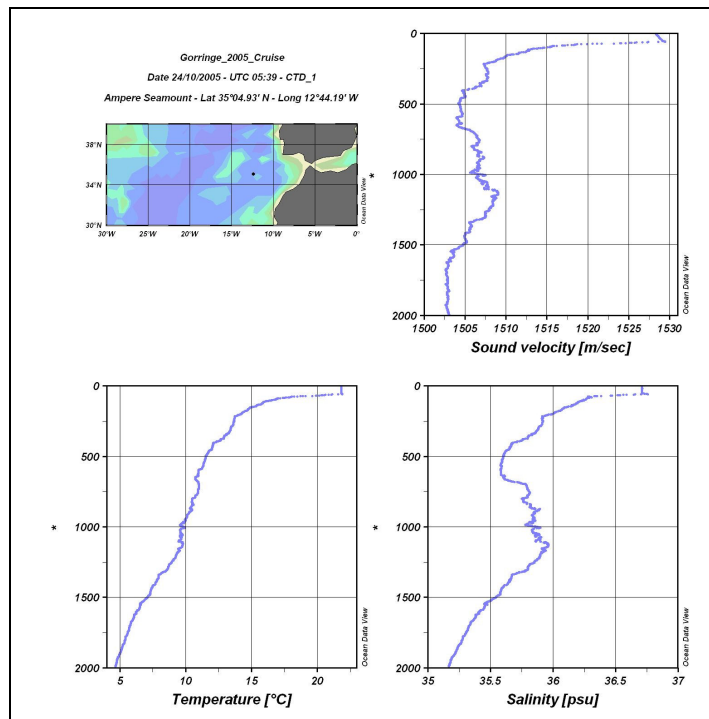 Gorringe_2005_Cruise
Date 24/10/2005 - UTC 05:39 - CTD_1
Ampere Seamount - Lat 35°04.93' N - Long 12°44.19' W
38°N
34°N
30°N
30°W 25°W 20°W 15°W 10°W 5°W 0°
Ocean Data View
*
0
500
1000
1500
2000
1500 1505 1510 1515 1520 1525 1530
Sound velocity [m/sec]
Ocean Data View
*
0
500
1000
1500
2000
5 10 15 20
Temperature [°C]
Ocean Data View
*
0
500
1000
1500
2000
35 35.5 36 36.5 37
Salinity [psu]
Ocean Data View